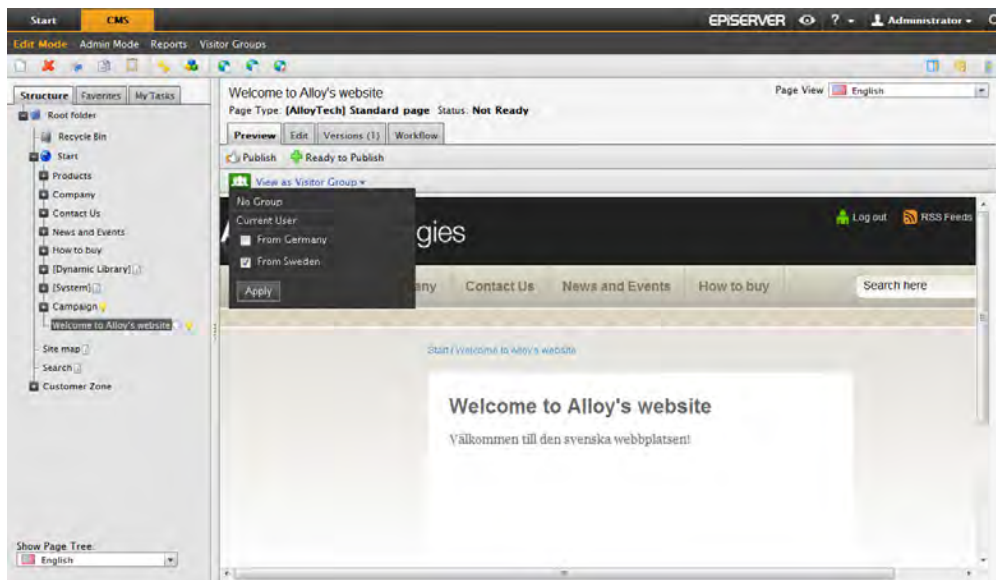 Start CMS EPISERVER ? Administrator
Edit Mode Admin Mode Reports Visitor Groups
Structure Favorites My Tasks
Root folder
Recycle Bin
Start
Products
Company
Contact Us
News and Events
How to buy
[Dynamic Library]
[System]
Campaign
Welcome to Alloy's website
Site map
Search
Customer Zone
Show Page Tree:
English
Welcome to Alloy's website
Page View English
Page Type: [AlloyTech] Standard page Status: Not Ready
Preview Edit Versions (1) Workflow
Publish Ready to Publish
View as Visitor Group
No Group
Current User
From Germany
From Sweden
Apply
gies
Log out RSS Feeds
any Contact Us News and Events How to buy Search here
Start / Welcome to Alloy's website
Welcome to Alloy's website
Välkommen till den svenska webbplatsen!